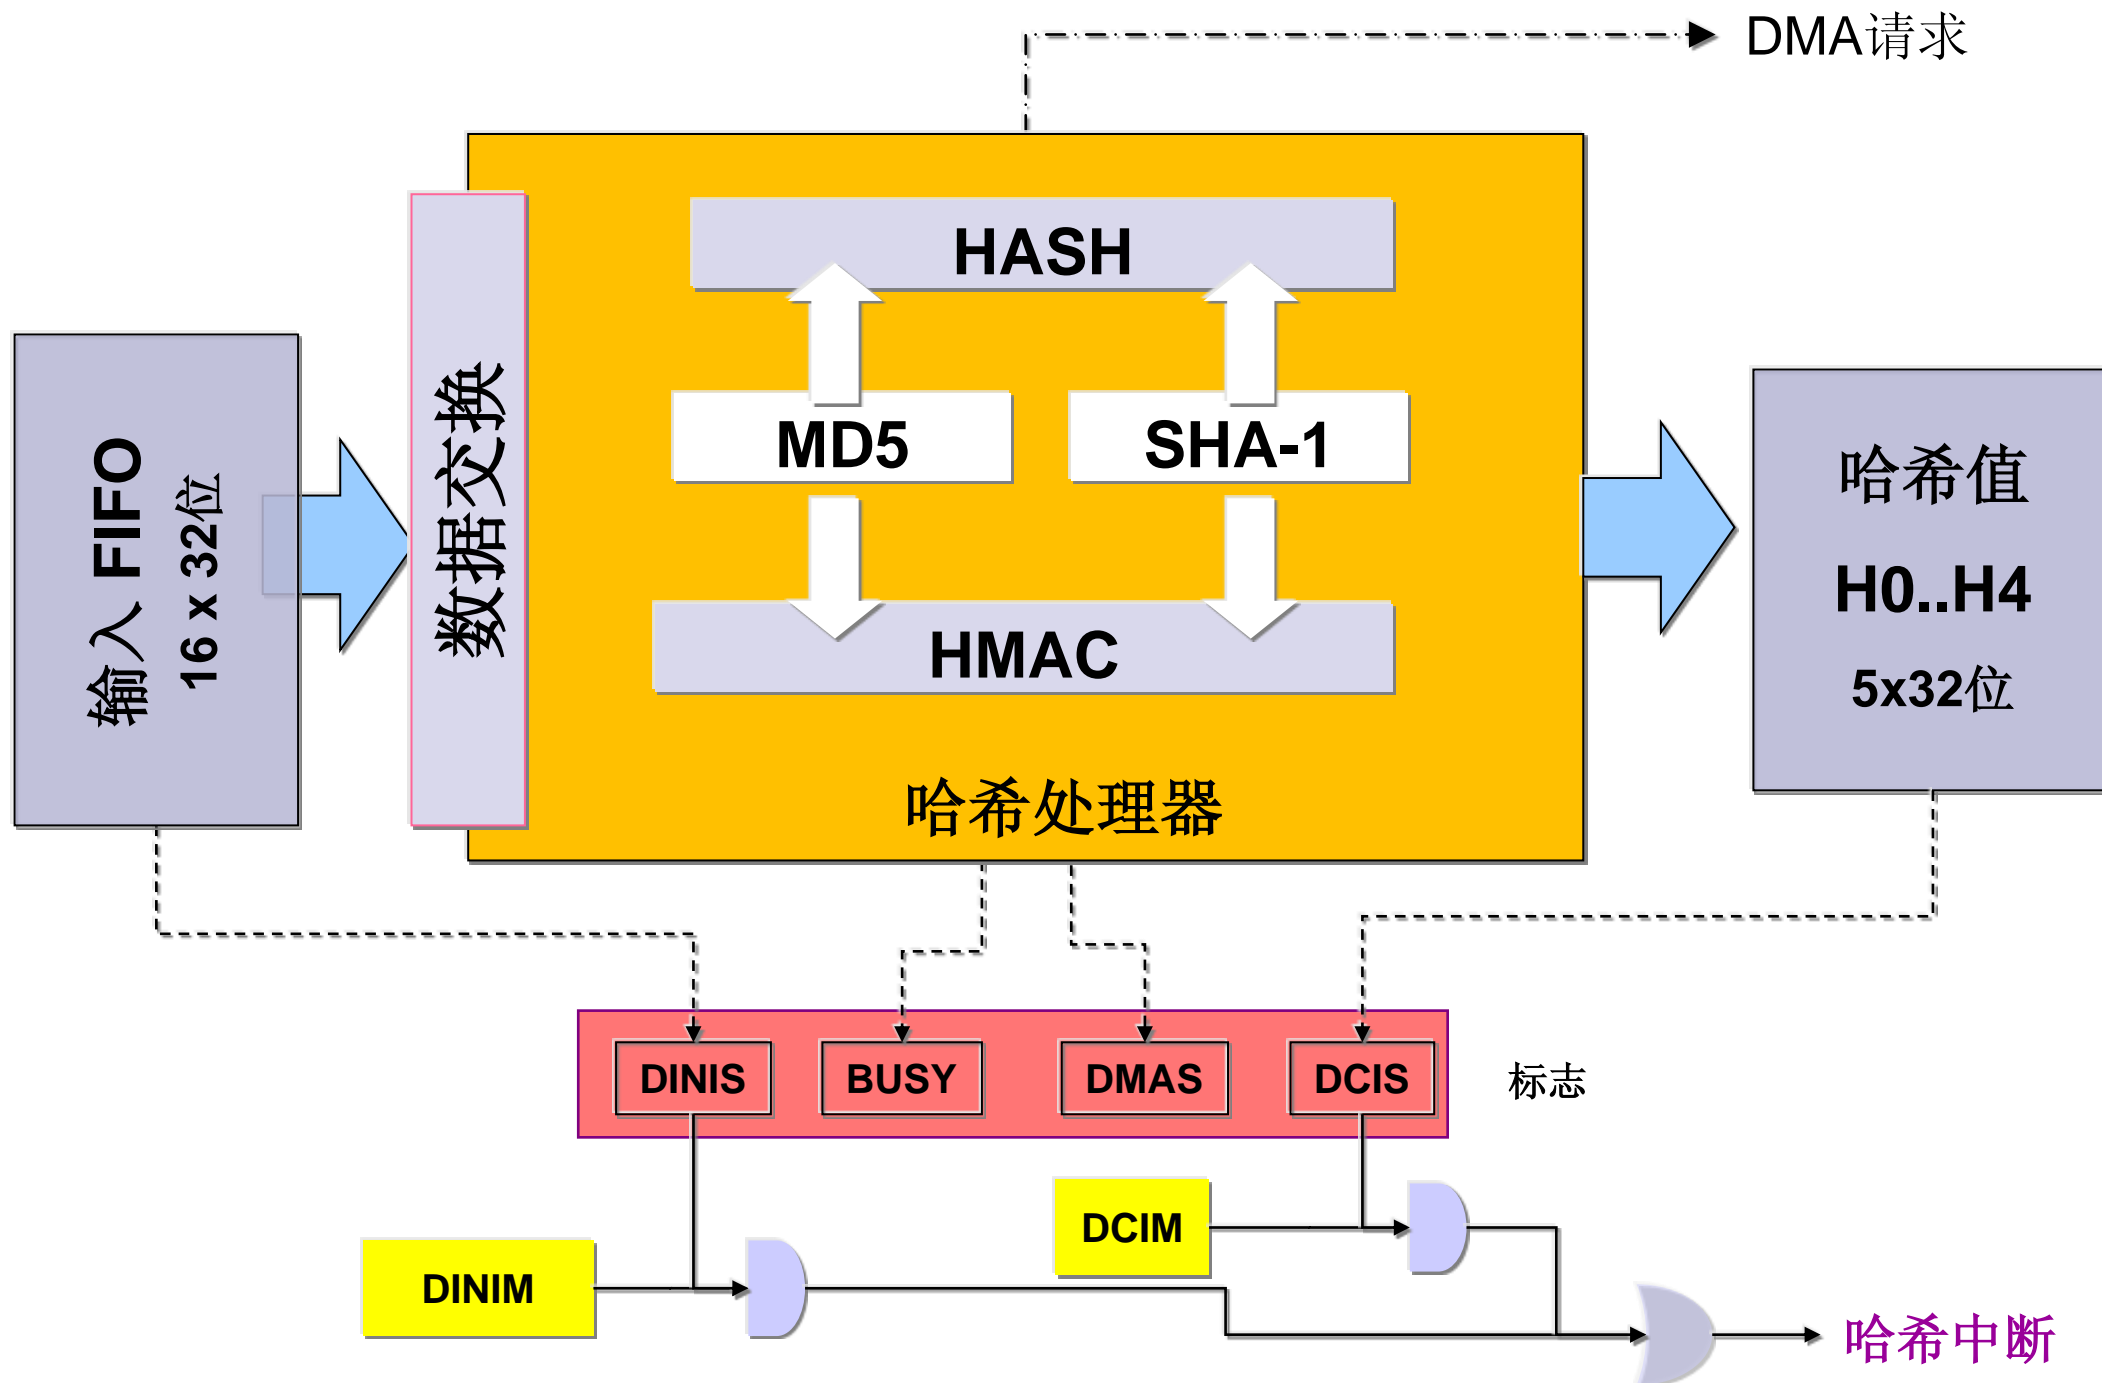 DMA请求
HASH
MD5
SHA-1
HMAC
哈希处理器
数据交换
输入 FIFO
16 x 32位
哈希值
H0..H4
5x32位
DINIS
BUSY
DMAS
DCIS
标志
DCIM
DINIM
哈希中断